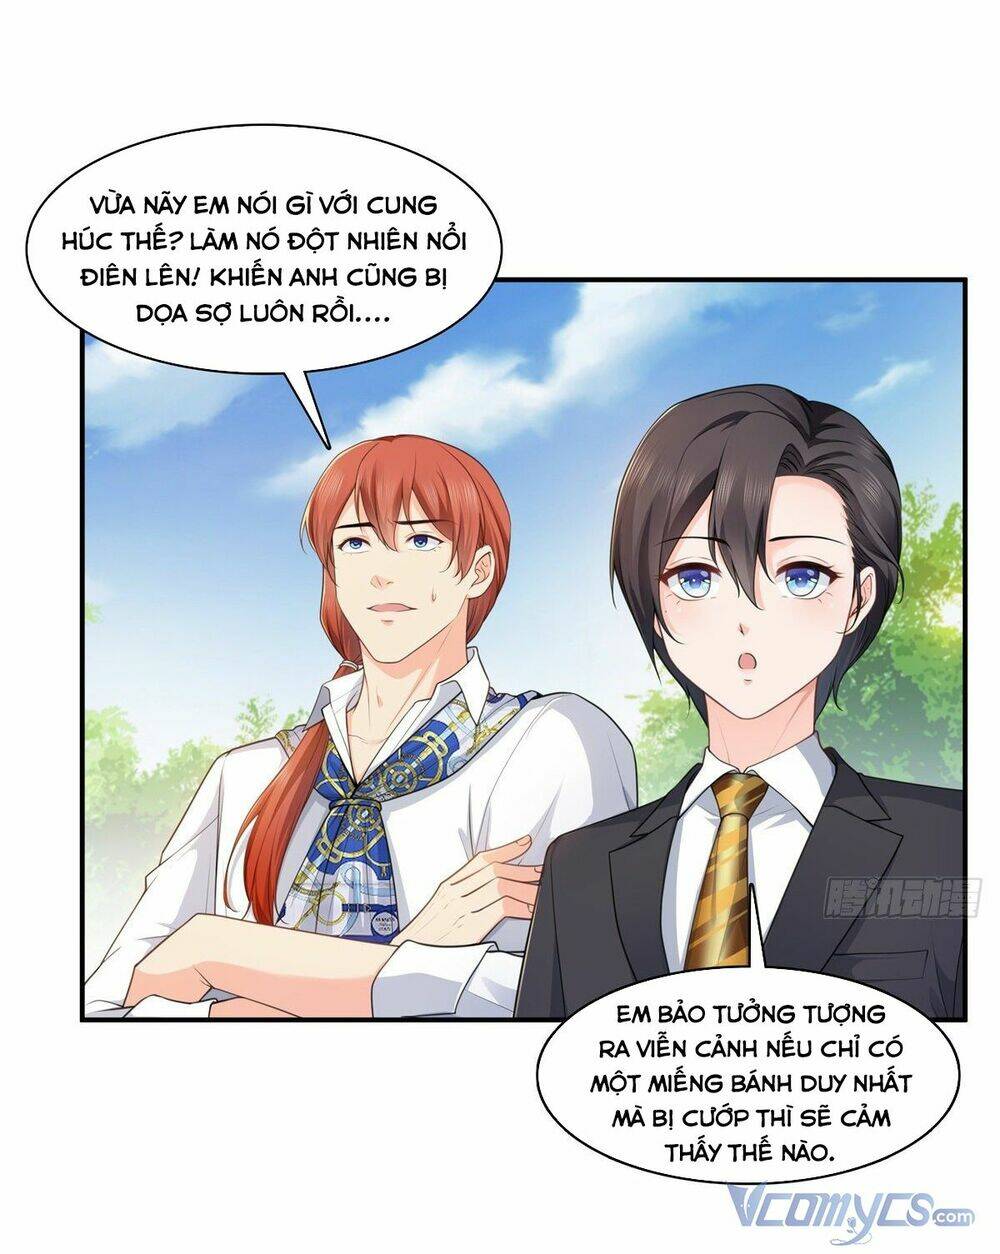 VỪA NÃY EM NÓI GÌ VỚI CUNG
HÚC THẾ? LÀM NÓ ĐỘT NHIÊN NỔI
ĐIÊN LÊN! KHIẾN ANH CŨNG BỊ
DỌA SỢ LUÔN RỒI....
腾讯动漫
EM BẢO TƯỞNG TƯỢNG
RA VIỄN CẢNH NẾU CHỈ CÓ
MỘT MIẾNG BÁNH DUY NHẤT
MÀ BỊ CƯỚP THÌ SẼ CẢM
THẤY THẾ NÀO.
VCOMYCS.com